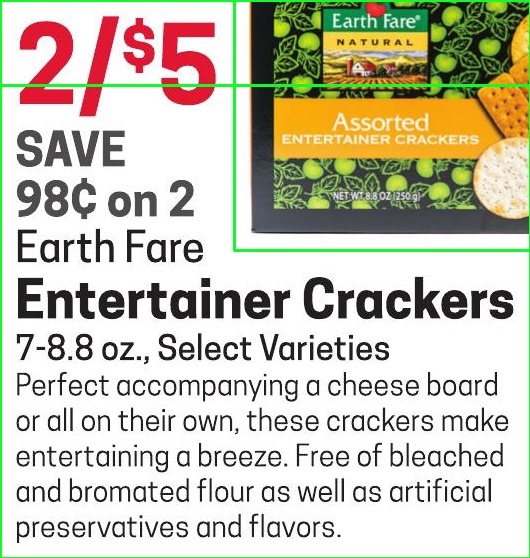 2/$5
SAVE
98¢ on 2
Earth Fare
Entertainer Crackers
7-8.8 oz., Select Varieties
Perfect accompanying a cheese board
or all on their own, these crackers make
entertaining a breeze. Free of bleached
and bromated flour as well as artificial
preservatives and flavors.
Earth Fare®
NATURAL
Assorted
ENTERTAINER CRACKERS
NET WT 8.8 OZ (250 g)